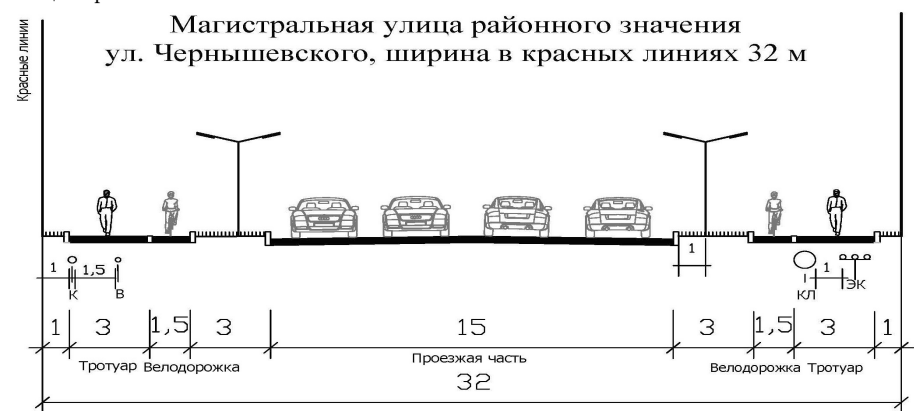 Магистральная улица районного значения
ул. Чернышевского, ширина в красных линиях 32 м
Красные линии
1
1 1,5 1
К В КЛ ЭК
1 3 1,5 3 15 3 1,5 3 1
Тротуар Велодорожка Проезжая часть Велодорожка Тротуар
32